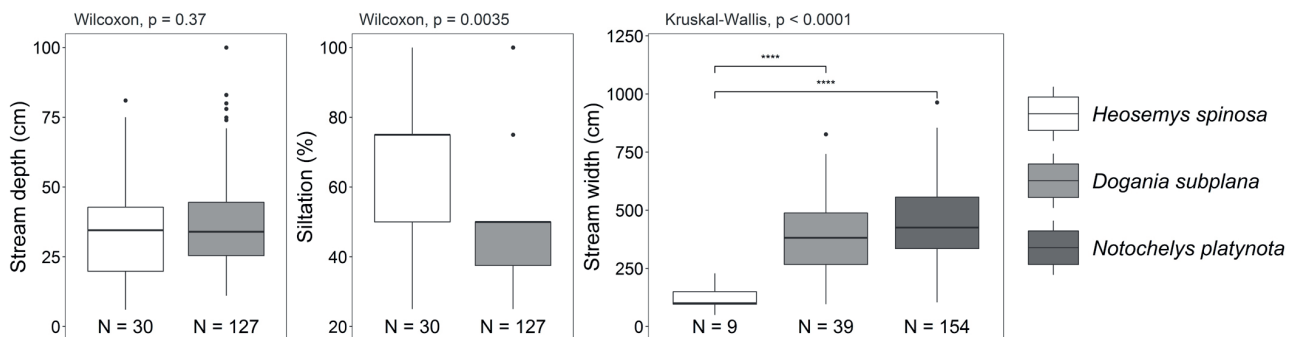 Wilcoxon, p = 0.37
Stream depth (cm)
100
75
50
25
0
N = 30
N = 127
Wilcoxon, p = 0.0035
Siltation (%)
100
80
60
40
20
N = 30
N = 127
Kruskal-Wallis, p < 0.0001
Stream width (cm)
1250
1000
750
500
250
0
****
****
N = 9
N = 39
N = 154
Heosemys spinosa
Dogania subplana
Notochelys platynota